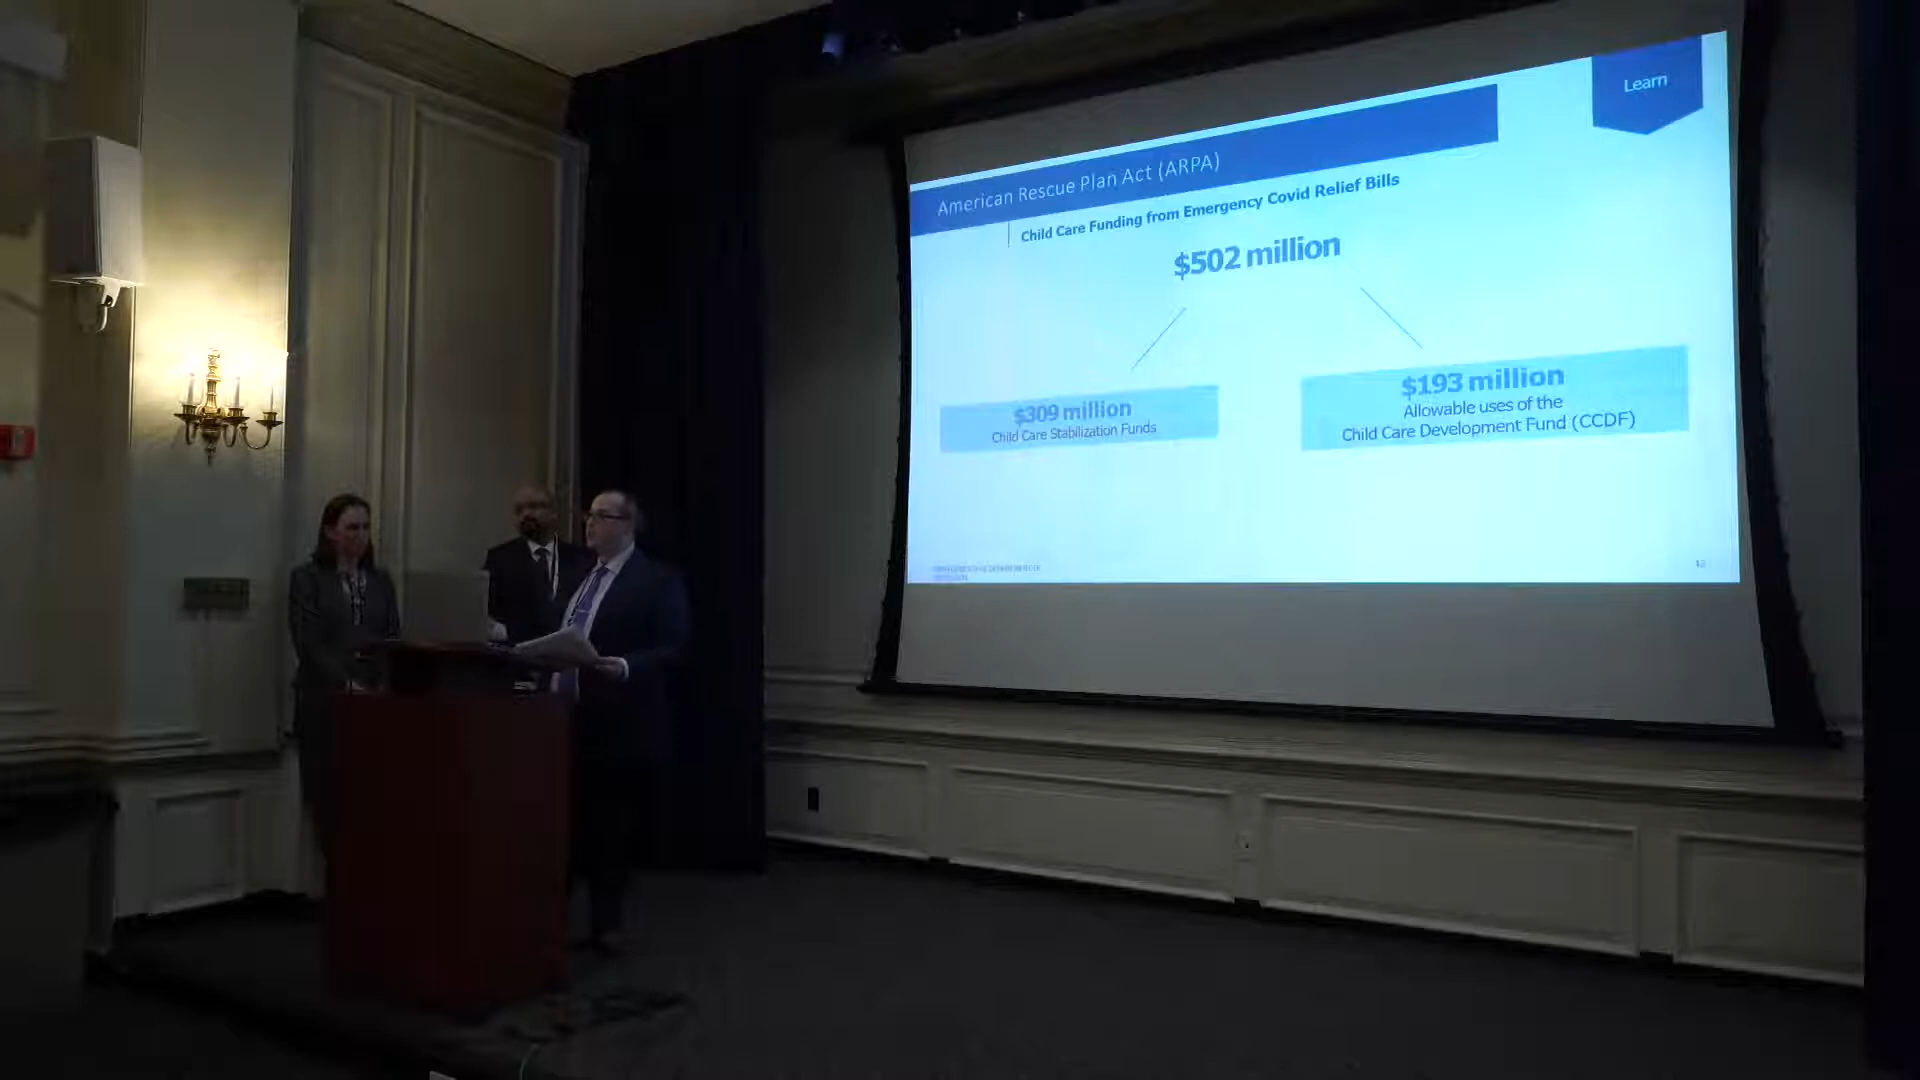 Learn
American Rescue Plan Act (ARPA)
Child Care Funding from Emergency Covid Relief Bills
$502 million
$309 million
Child Care Stabilization Funds
$193 million
Allowable uses of the
Child Care Development Fund (CCDF)